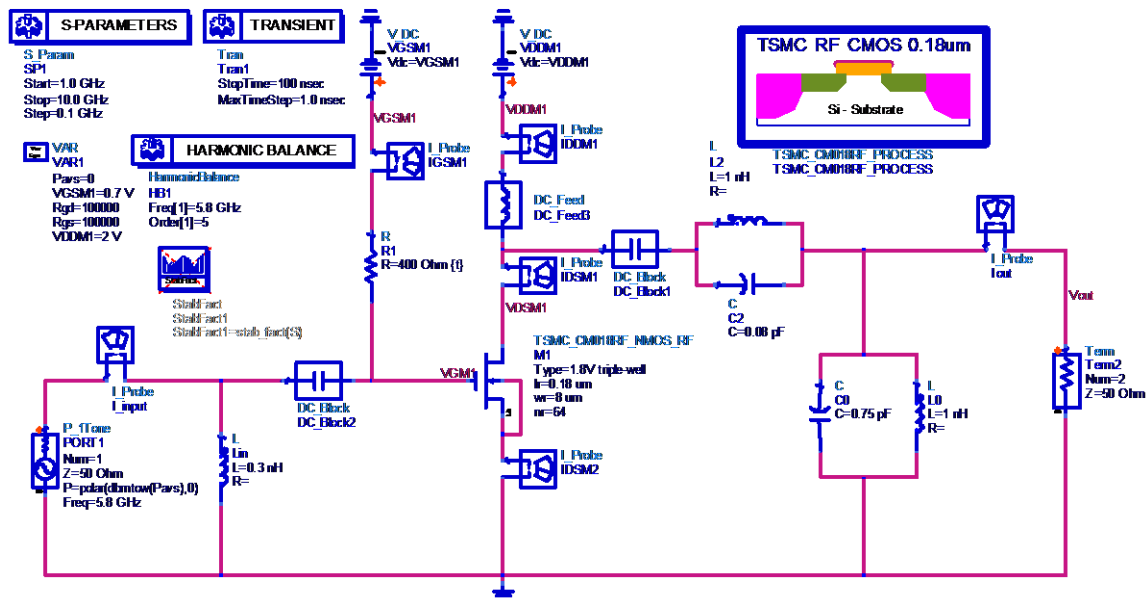 S-PARAMETERS
S_Param
SP1
Start=1.0 GHz
Stop=10.0 GHz
Step=0.1 GHz
TRANSIENT
Tran
Tran1
StopTime=100 nsec
MaxTimeStep=1.0 nsec
Var
Eqn
VAR
VAR1
Pavs=0
VGSM1=0.7 V
Rgd=100000
Rgs=100000
VDDM1=2 V
HARMONIC BALANCE
HarmonicBalance
HB1
Freq[1]=5.8 GHz
Order[1]=5
StabFact
StabFact1
StabFact1=stab_fact(S)
V_DC
VGSM1
Vdc=VGSM1
VGSM1
I_Probe
IGSM1
R
R1
R=400 Ohm {t}
V_DC
VDDM1
Vdc=VDDM1
VDDM1
I_Probe
IDDM1
DC_Feed
DC_Feed3
I_Probe
IDSM1
VDSM1
DC_Block
DC_Block1
TSMC RF CMOS 0.18um
Si - Substrate
TSMC_CM018RF_PROCESS
TSMC_CM018RF_PROCESS
L
L2
L=1 nH
R=
C
C2
C=0.08 pF
I_Probe
Iout
Vout
TSMC_CM018RF_NMOS_RF
M1
Type=1.8V triple-well
lr=0.18 um
wr=8 um
nr=64
VGM1
I_Probe
IDSM2
I_Probe
I_input
DC_Block
DC_Block2
P_1Tone
PORT1
Num=1
Z=50 Ohm
P=polar(dbmtow(Pavs),0)
Freq=5.8 GHz
L
Lin
L=0.3 nH
R=
C
C0
C=0.75 pF
L
L0
L=1 nH
R=
Term
Term2
Num=2
Z=50 Ohm